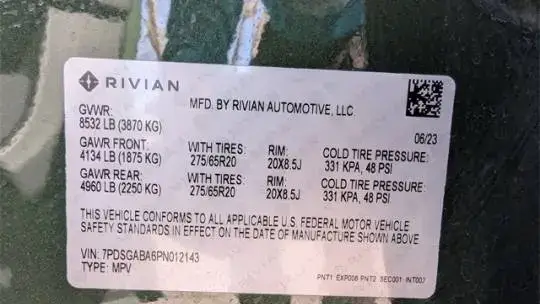 RIVIAN
MFD. BY RIVIAN AUTOMOTIVE, LLC
GVWR:
8532 LB (3870 KG)
06/23
GAWR FRONT: WITH TIRES: RIM: COLD TIRE PRESSURE:
4134 LB (1875 KG) 275/65R20 20X8.5J 331 KPA, 48 PSI
GAWR REAR: WITH TIRES: RIM: COLD TIRE PRESSURE:
4960 LB (2250 KG) 275/65R20 20X8.5J 331 KPA, 48 PSI
THIS VEHICLE CONFORMS TO ALL APPLICABLE U.S. FEDERAL MOTOR VEHICLE
SAFETY STANDARDS IN EFFECT ON THE DATE OF MANUFACTURE SHOWN ABOVE
VIN: 7PDSGABA6PN012143
TYPE: MPV
PNT1 EXP006 PNT2 SEC001 INT007